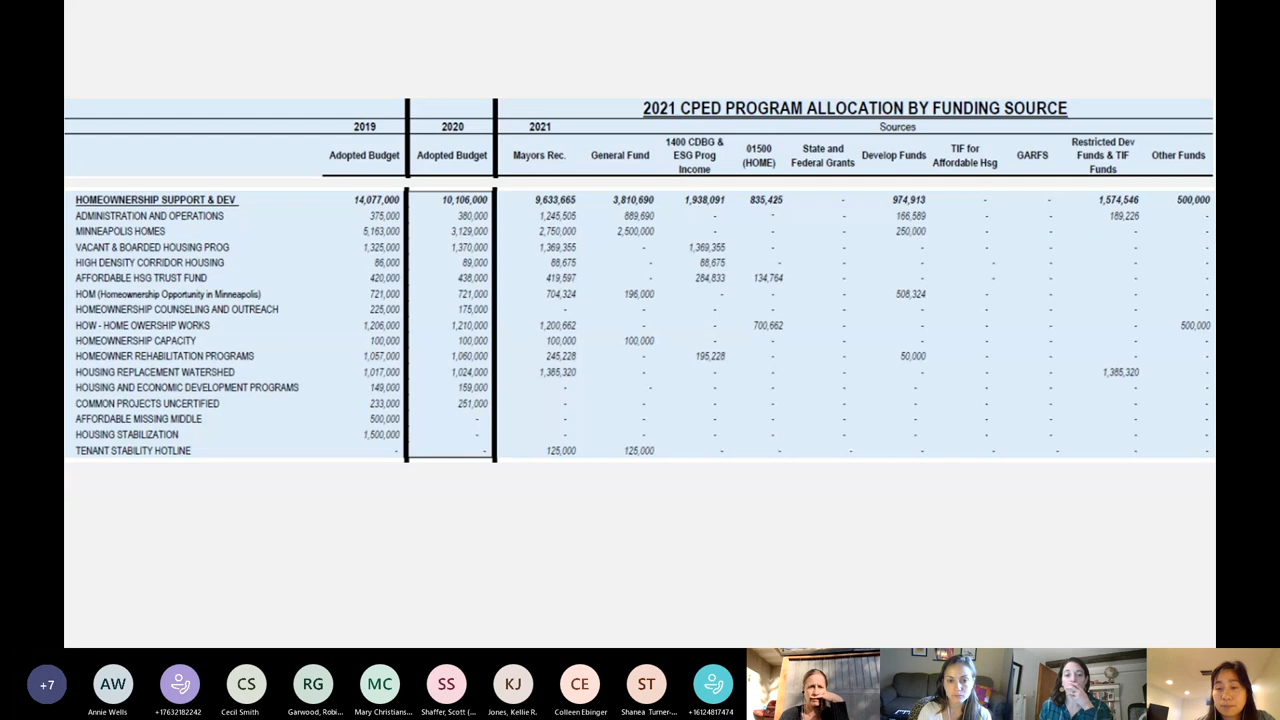 2021 CPED PROGRAM ALLOCATION BY FUNDING SOURCE
2019 2020 2021 Sources
Adopted Budget Adopted Budget Mayors Rec. General Fund 1400 CDBG & ESG Prog Income 01500 (HOME) State and Federal Grants Develop Funds TIF for Affordable Hsg GARFS Restricted Dev Funds & TIF Funds Other Funds
HOMEOWNERSHIP SUPPORT & DEV 14,077,000 10,106,000 9,633,665 3,810,690 1,938,091 835,425 - 974,913 - - 1,574,546 500,000
ADMINISTRATION AND OPERATIONS 375,000 380,000 1,245,505 889,690 - - - 166,589 - - 189,226 -
MINNEAPOLIS HOMES 5,163,000 3,129,000 2,750,000 2,500,000 - - - 250,000 - - - -
VACANT & BOARDED HOUSING PROG 1,325,000 1,370,000 1,369,355 - 1,369,355 - - - - - - -
HIGH DENSITY CORRIDOR HOUSING 86,000 89,000 88,675 - 88,675 - - - - - - -
AFFORDABLE HSG TRUST FUND 420,000 438,000 419,597 - 284,833 134,764 - - - - - -
HOM (Homeownership Opportunity in Minneapolis) 721,000 721,000 704,324 196,000 - - - 508,324 - - - -
HOMEOWNERSHIP COUNSELING AND OUTREACH 225,000 175,000 - - - - - - - - - -
HOW - HOME OWERSHIP WORKS 1,206,000 1,210,000 1,200,662 - - 700,662 - - - - - 500,000
HOMEOWNERSHIP CAPACITY 100,000 100,000 100,000 100,000 - - - - - - - -
HOMEOWNER REHABILITATION PROGRAMS 1,057,000 1,060,000 245,228 - 195,228 - - 50,000 - - - -
HOUSING REPLACEMENT WATERSHED 1,017,000 1,024,000 1,385,320 - - - - - - - 1,385,320 -
HOUSING AND ECONOMIC DEVELOPMENT PROGRAMS 149,000 159,000 - - - - - - - - - -
COMMON PROJECTS UNCERTIFIED 233,000 251,000 - - - - - - - - - -
AFFORDABLE MISSING MIDDLE 500,000 - - - - - - - - - - -
HOUSING STABILIZATION 1,500,000 - - - - - - - - - - -
TENANT STABILITY HOTLINE - - 125,000 125,000 - - - - - - - -
+7 AW CS RG MC SS KJ CE ST
Annie Wells +17632182242 Cecil Smith Garwood, Robi... Mary Christians... Shaffer, Scott (... Jones, Kellie R. Colleen Ebinger Shanea Turner-... +16124817474